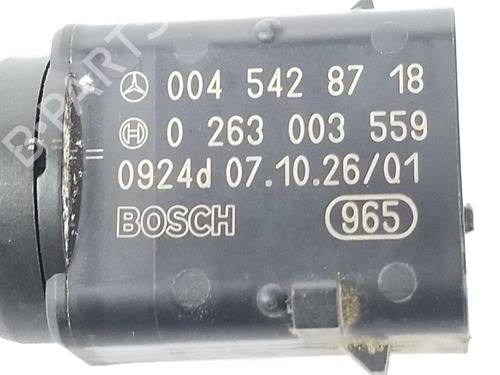 B-PARTS
004 542 87 18
0 263 003 559
= 0924d 07.10.26/01
BOSCH 965